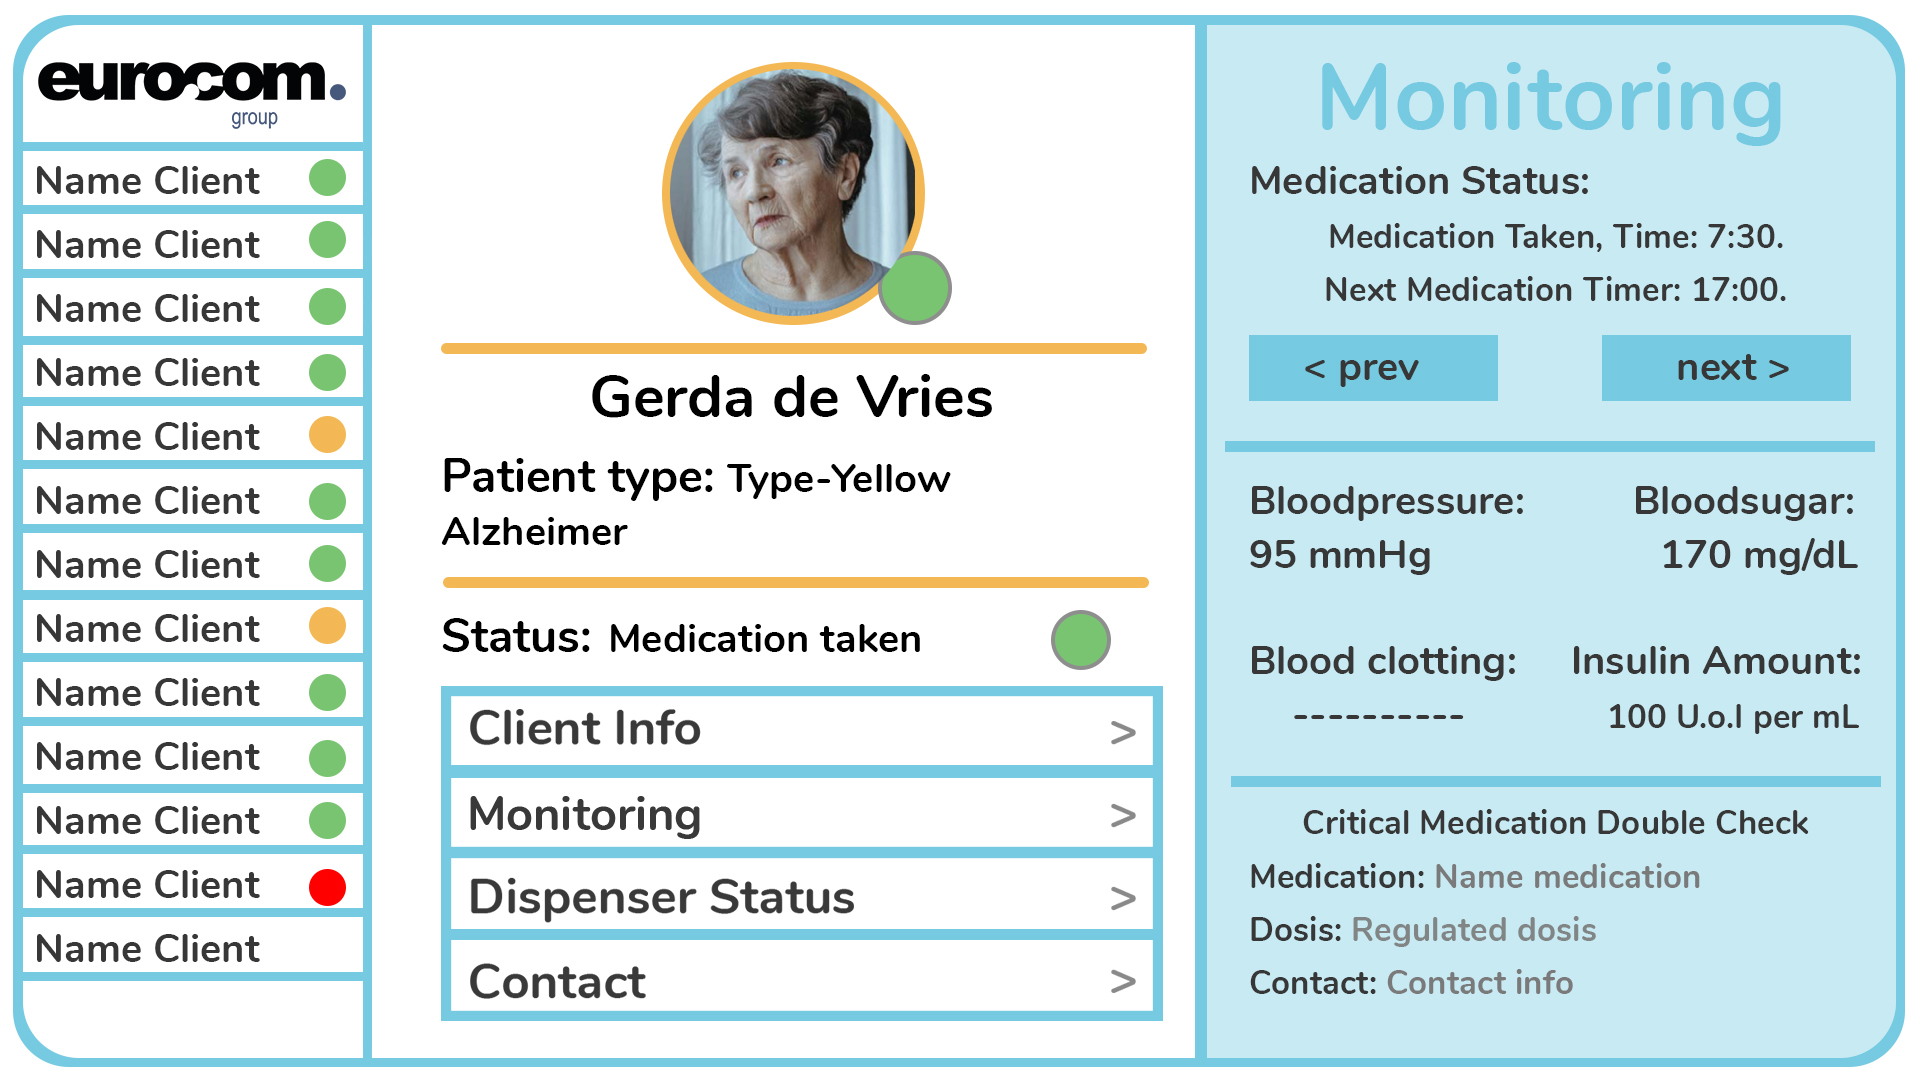 eurocom.
group
Name Client
Name Client
Name Client
Name Client
Name Client
Name Client
Name Client
Name Client
Name Client
Name Client
Name Client
Name Client
Name Client
Gerda de Vries
Patient type: Type-Yellow
Alzheimer
Status: Medication taken
Client Info >
Monitoring >
Dispenser Status >
Contact >
Monitoring
Medication Status:
Medication Taken, Time: 7:30.
Next Medication Timer: 17:00.
< prev next >
Bloodpressure: Bloodsugar:
95 mmHg 170 mg/dL
Blood clotting: Insulin Amount:
---------- 100 U.o.I per mL
Critical Medication Double Check
Medication: Name medication
Dosis: Regulated dosis
Contact: Contact info